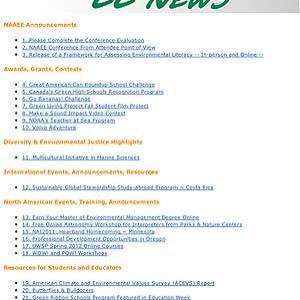 EE NEWS
NAAEE Announcements
1. Please Complete the Conference Evaluation
2. NAAEE Conference From Attendee Point of View
3. Release of a Framework for Assessing Environmental Literacy -- In-person and Online --
Awards, Grants, Contests
4. Great American Can Roundup School Challenge
5. Canada's Green High Schools Recognition Program
6. Go Bananas! Challenge
7. Green Living Project Fall Student Film Project
8. Make a Sound Impact Video Contest
9. NOAA's Teacher at Sea Program
10. Volvo Adventure
Diversity & Environmental Justice Highlights
11. Multicultural Initiative in Marine Sciences
International Events, Announcements, Resources
12. Sustainable Global Stewardship Study-abroad Program ~ Costa Rica
North American Events, Training, Announcements
13. Earn Your Master of Environmental Management Degree Online
14. Free Online Astronomy Workshop for Interpreters from Parks & Nature Centers
15. NAI2011: Heartland Homecoming ~ Minnesota
16. Professional Development Opportunities in Oregon
17. UWSP Spring 2012 Online Courses
18. WOW! and POW! Workshops
Resources for Students and Educators
19. American Climate and Environmental Values Survey (ACEVS) Report
20. Butterflies & Bulldozers
21. Green Ribbon Schools Program Featured in Education Week